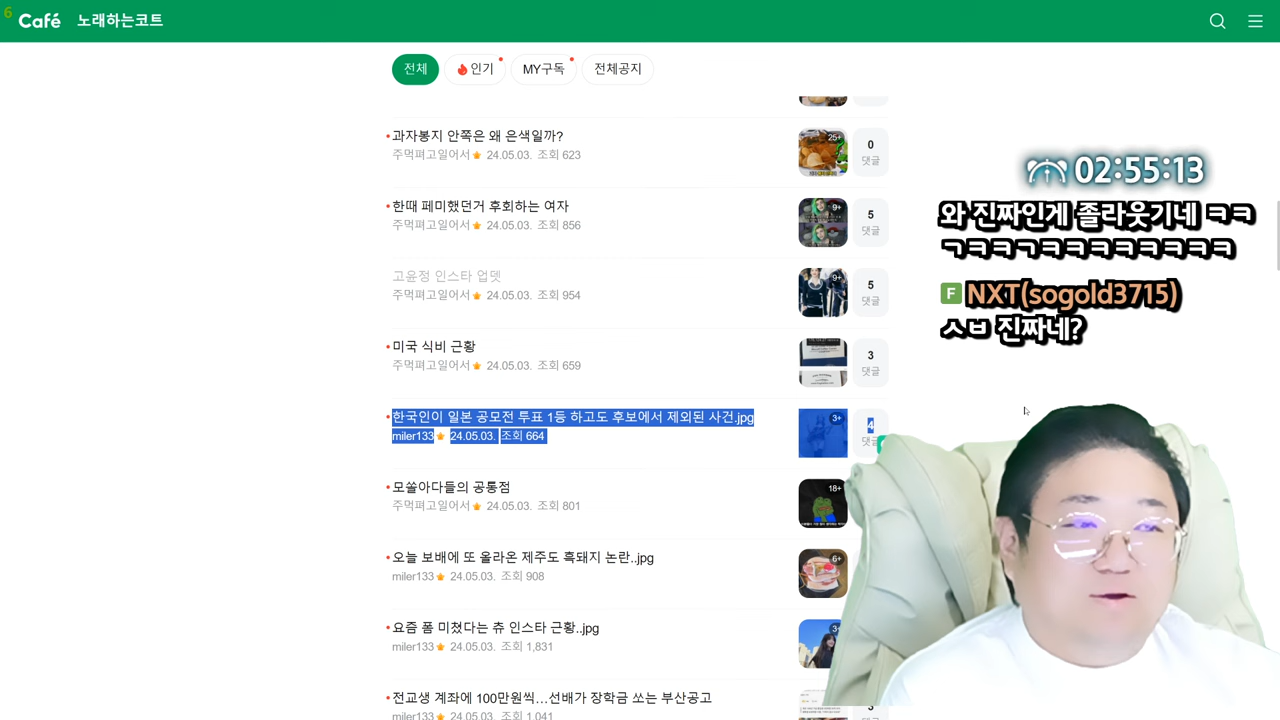 6
Café 노래하는코트
전체 인기 MY구독 전체공지
과자봉지 안쪽은 왜 은색일까?
주먹펴고일어서 24.05.03. 조회 623
25+
0
댓글
한때 페미했던거 후회하는 여자
주먹펴고일어서 24.05.03. 조회 856
9+
5
댓글
고윤정 인스타 업뎃
주먹펴고일어서 24.05.03. 조회 954
9+
5
댓글
미국 식비 근황
주먹펴고일어서 24.05.03. 조회 659
3
댓글
한국인이 일본 공모전 투표 1등 하고도 후보에서 제외된 사건.jpg
miler133 24.05.03. 조회 664
3+
4
댓글
모쏠아다들의 공통점
주먹펴고일어서 24.05.03. 조회 801
18+
오늘 보배에 또 올라온 제주도 흑돼지 논란..jpg
miler133 24.05.03. 조회 908
6+
요즘 폼 미쳤다는 츄 인스타 근황..jpg
miler133 24.05.03. 조회 1,831
3+
전교생 계좌에 100만원씩…선배가 장학금 쏘는 부산공고
miler133 24.05.03. 조회 1,041
3
댓글
02:55:13
와 진짜인게 졸라웃기네 ㅋㅋ
ㄱㅋㅋㄱㅋㅋㅋㅋㅋㅋㅋㅋ
F NXT(sogold3715)
ㅅㅂ 진짜네?